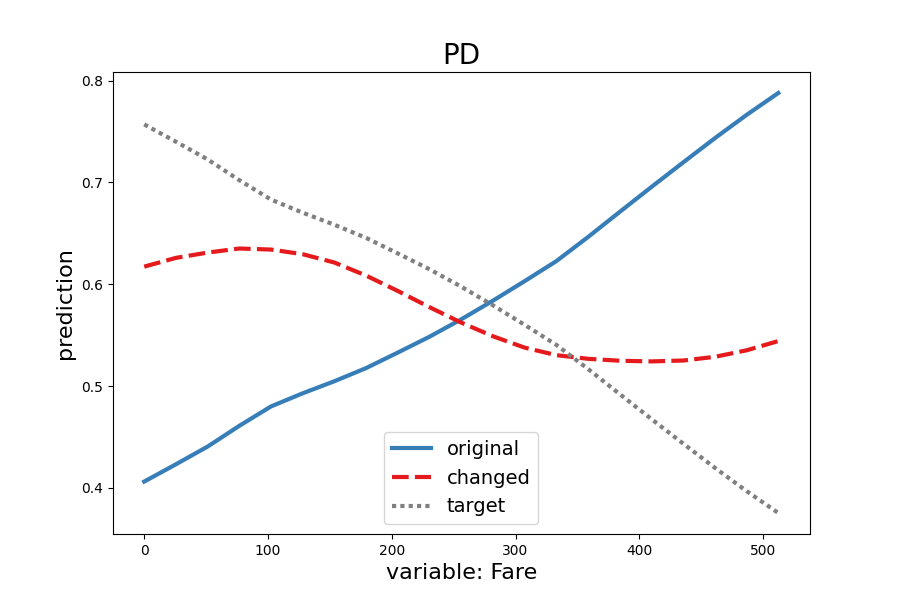 PD
prediction
0.8
0.7
0.6
0.5
0.4
original
changed
target
0 100 200 300 400 500
variable: Fare